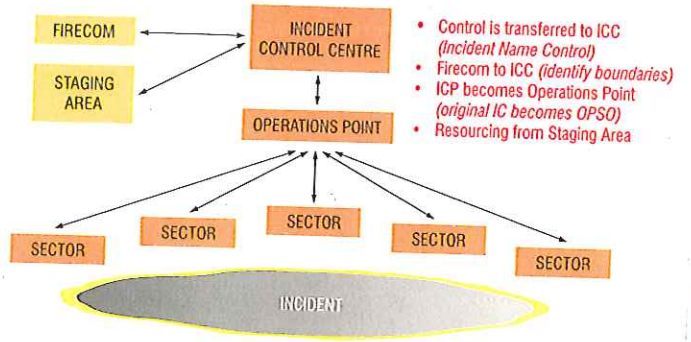 FIRECOM
STAGING
AREA
INCIDENT
CONTROL CENTRE
• Control is transferred to ICC
(Incident Name Control)
• Firecom to ICC (identify boundaries)
• ICP becomes Operations Point
(original IC becomes OPSO)
• Resourcing from Staging Area
OPERATIONS POINT
SECTOR
SECTOR
SECTOR
SECTOR
SECTOR
INCIDENT